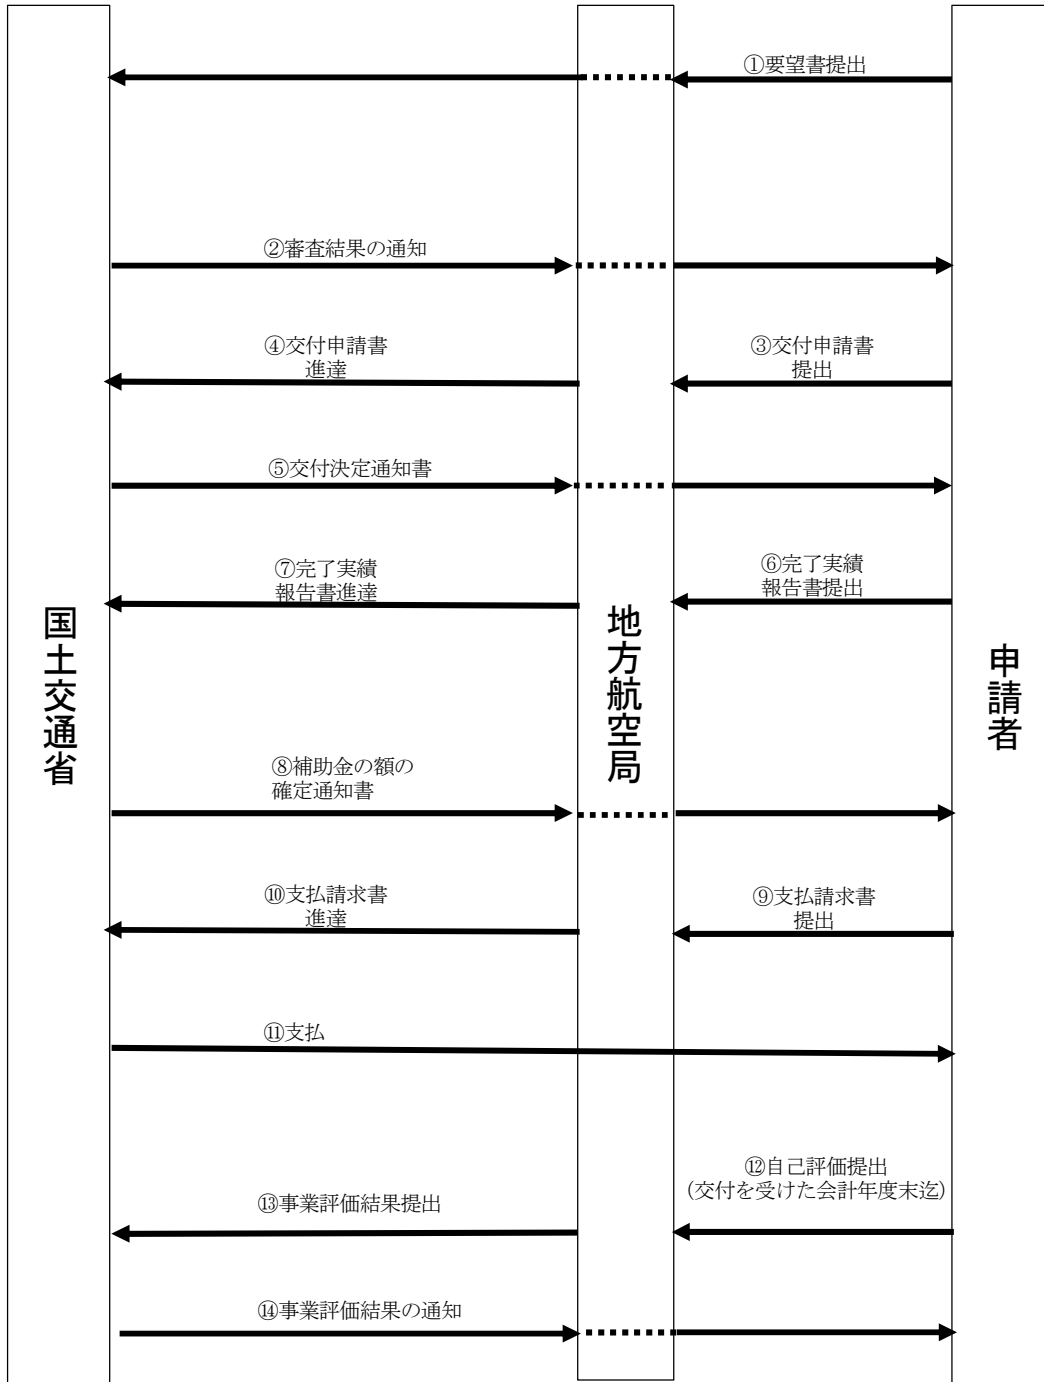 ①要望書提出
②審査結果の通知
④交付申請書
進達
③交付申請書
提出
⑤交付決定通知書
⑦完了実績
報告書進達
⑥完了実績
報告書提出
国土交通省
地方航空局
申請者
⑧補助金の額の
確定通知書
⑩支払請求書
進達
⑨支払請求書
提出
⑪支払
⑫自己評価提出
(交付を受けた会計年度末迄)
⑬事業評価結果提出
⑭事業評価結果の通知